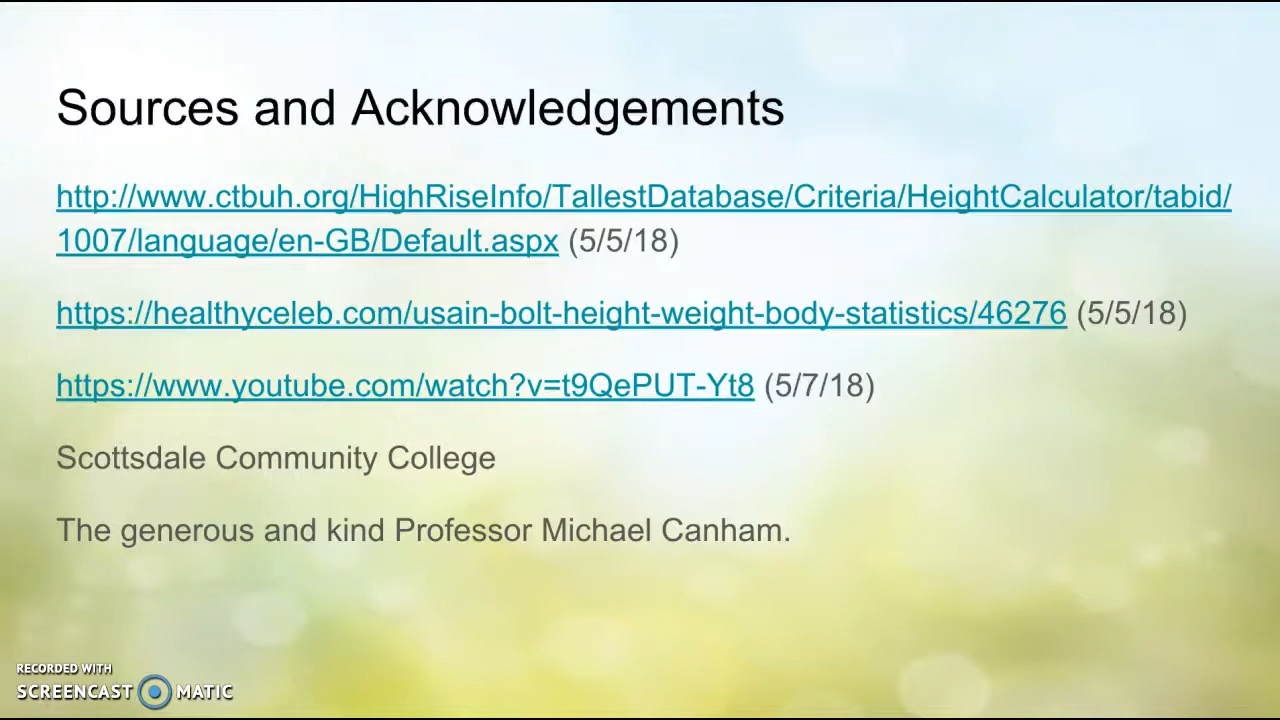 Sources and Acknowledgements
http://www.ctbuh.org/HighRiseInfo/TallestDatabase/Criteria/HeightCalculator/tabid/
1007/language/en-GB/Default.aspx (5/5/18)
https://healthyceleb.com/usain-bolt-height-weight-body-statistics/46276 (5/5/18)
https://www.youtube.com/watch?v=t9QePUT-Yt8 (5/7/18)
Scottsdale Community College
The generous and kind Professor Michael Canham.
RECORDED WITH
SCREENCAST MATIC